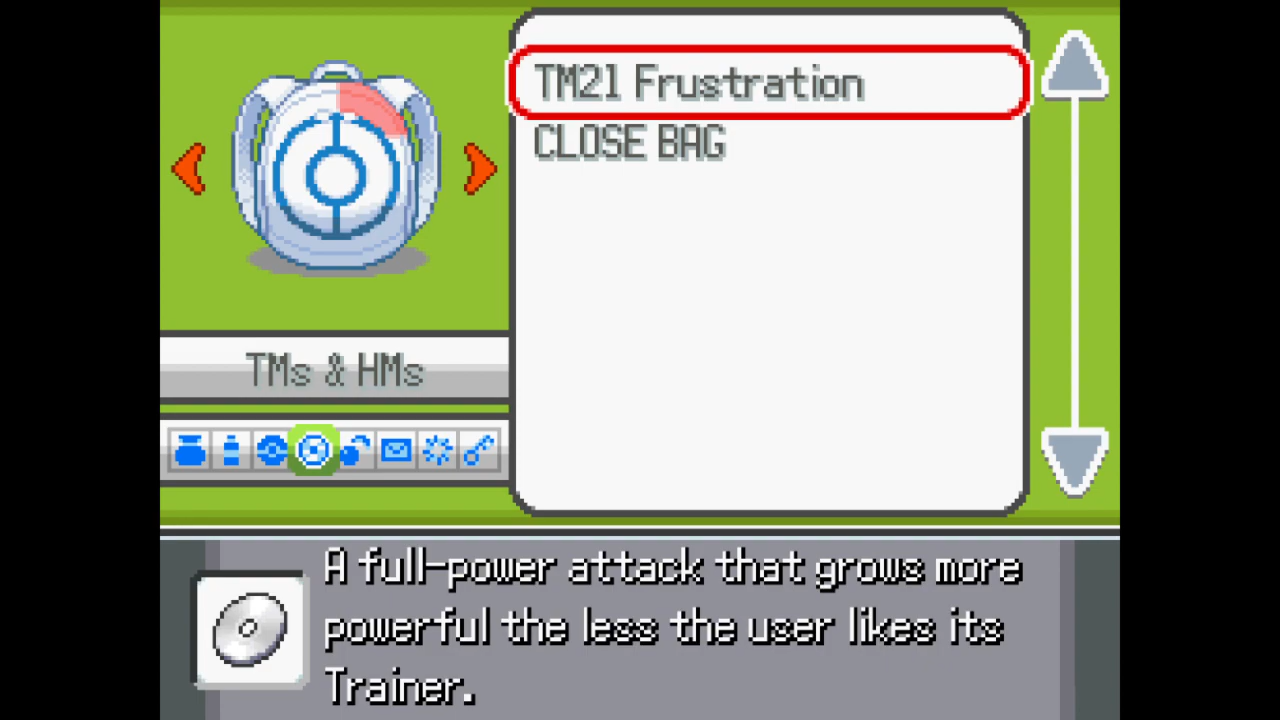 TM21 Frustration
CLOSE BAG
TMs & HMs
A full-power attack that grows more
powerful the less the user likes its
Trainer.